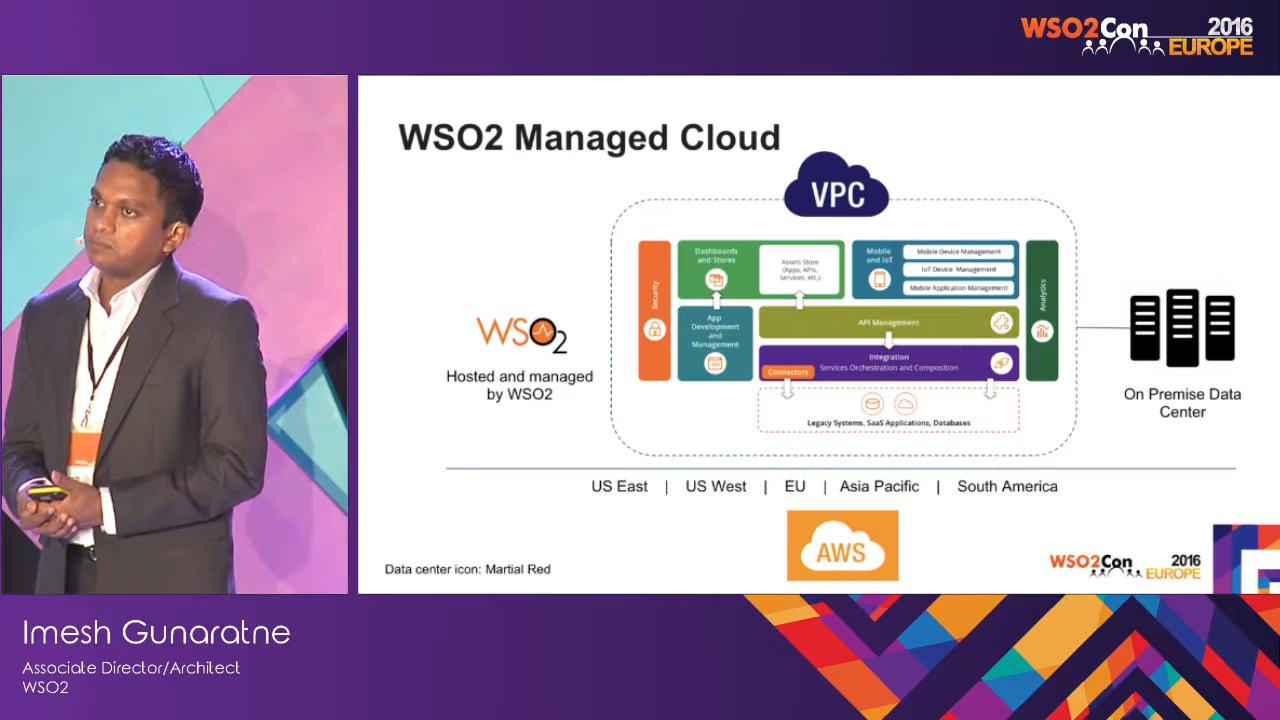 WSO2Con 2016
EUROPE
WSO2 Managed Cloud
VPC
Security
Dashboards
and Stores
Assets Store
(Apps, APIs,
Services, etc.)
Mobile
and IoT
Mobile Device Management
IoT Device Management
Mobile Application Management
Analytics
App
Development
and
Management
API Management
Integration
Services Orchestration and Composition
Connectors
Legacy Systems, SaaS Applications, Databases
WSO2
Hosted and managed
by WSO2
On Premise Data
Center
US East | US West | EU | Asia Pacific | South America
AWS
Data center icon: Martial Red
WSO2Con 2016
EUROPE
Imesh Gunaratne
Associate Director/Architect
WSO2